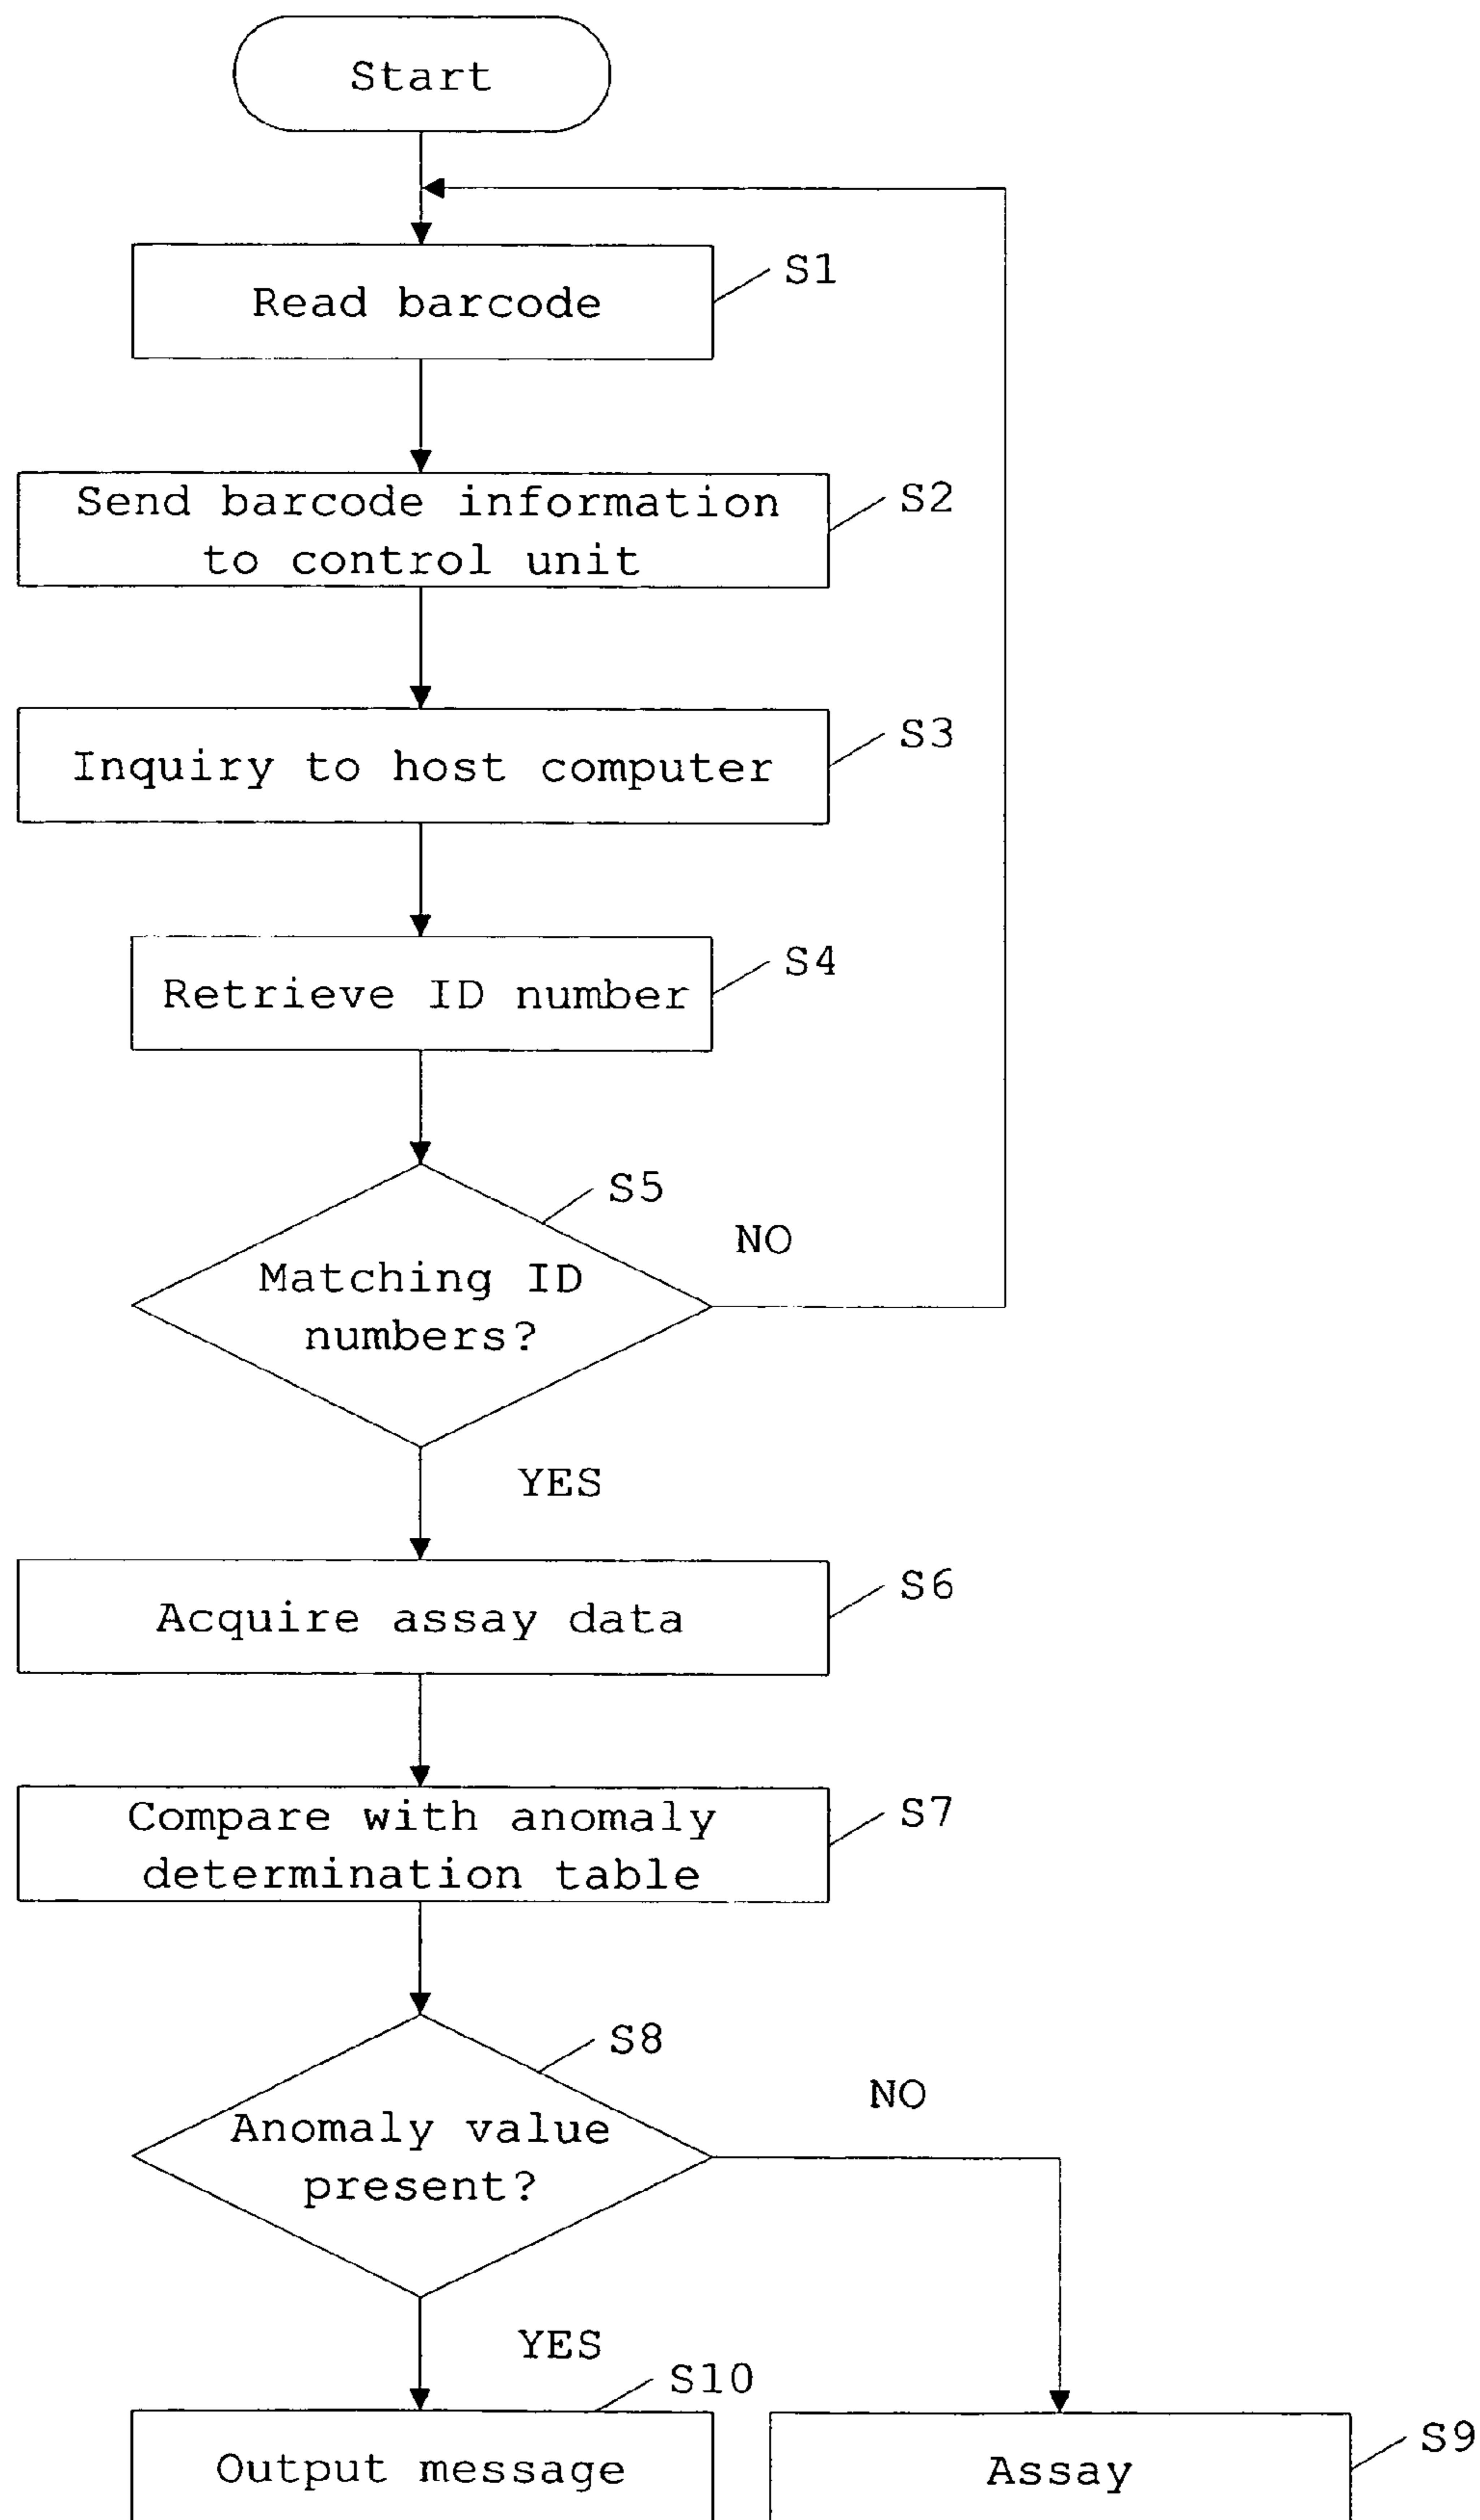 Start
Read barcode
S1
Send barcode information
to control unit
S2
Inquiry to host computer
S3
Retrieve ID number
S4
S5
Matching ID
numbers?
NO
YES
Acquire assay data
S6
Compare with anomaly
determination table
S7
S8
Anomaly value
present?
NO
YES
S10
Output message
Assay
S9